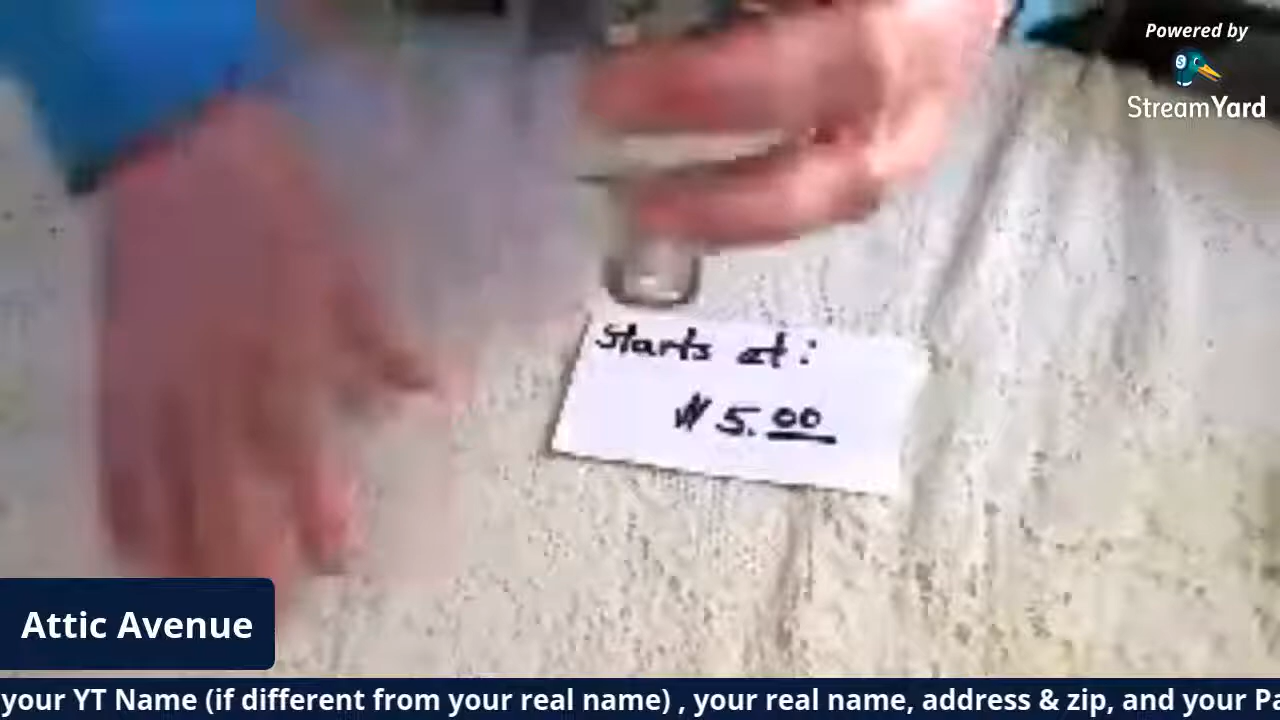 Powered by
StreamYard
Starts at:
$ 5.00
Attic Avenue
your YT Name (if different from your real name) , your real name, address & zip, and your Pa